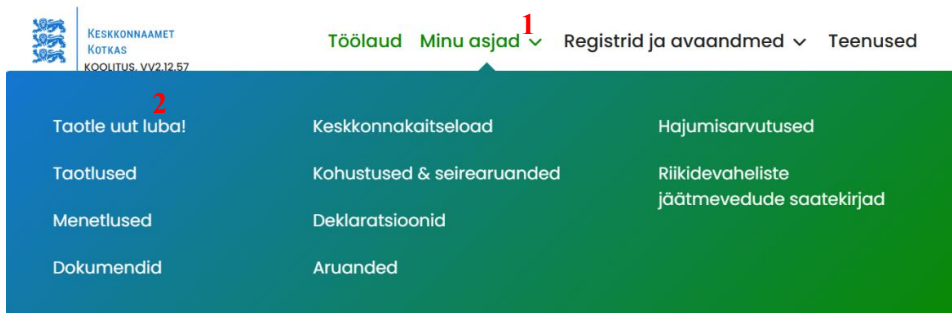 KESKKONNAAMET
KOTKAS
KOOLITUS, VV2.12.57
Töölaud Minu asjad Registrid ja avaandmed Teenused
1
2
Taotle uut luba!
Taotlused
Menetlused
Dokumendid
Keskkonnakaitseload
Kohustused & seirearuanded
Deklaratsioonid
Aruanded
Hajumisarvutused
Riikidevaheliste
jäätmevedude saatekirjad